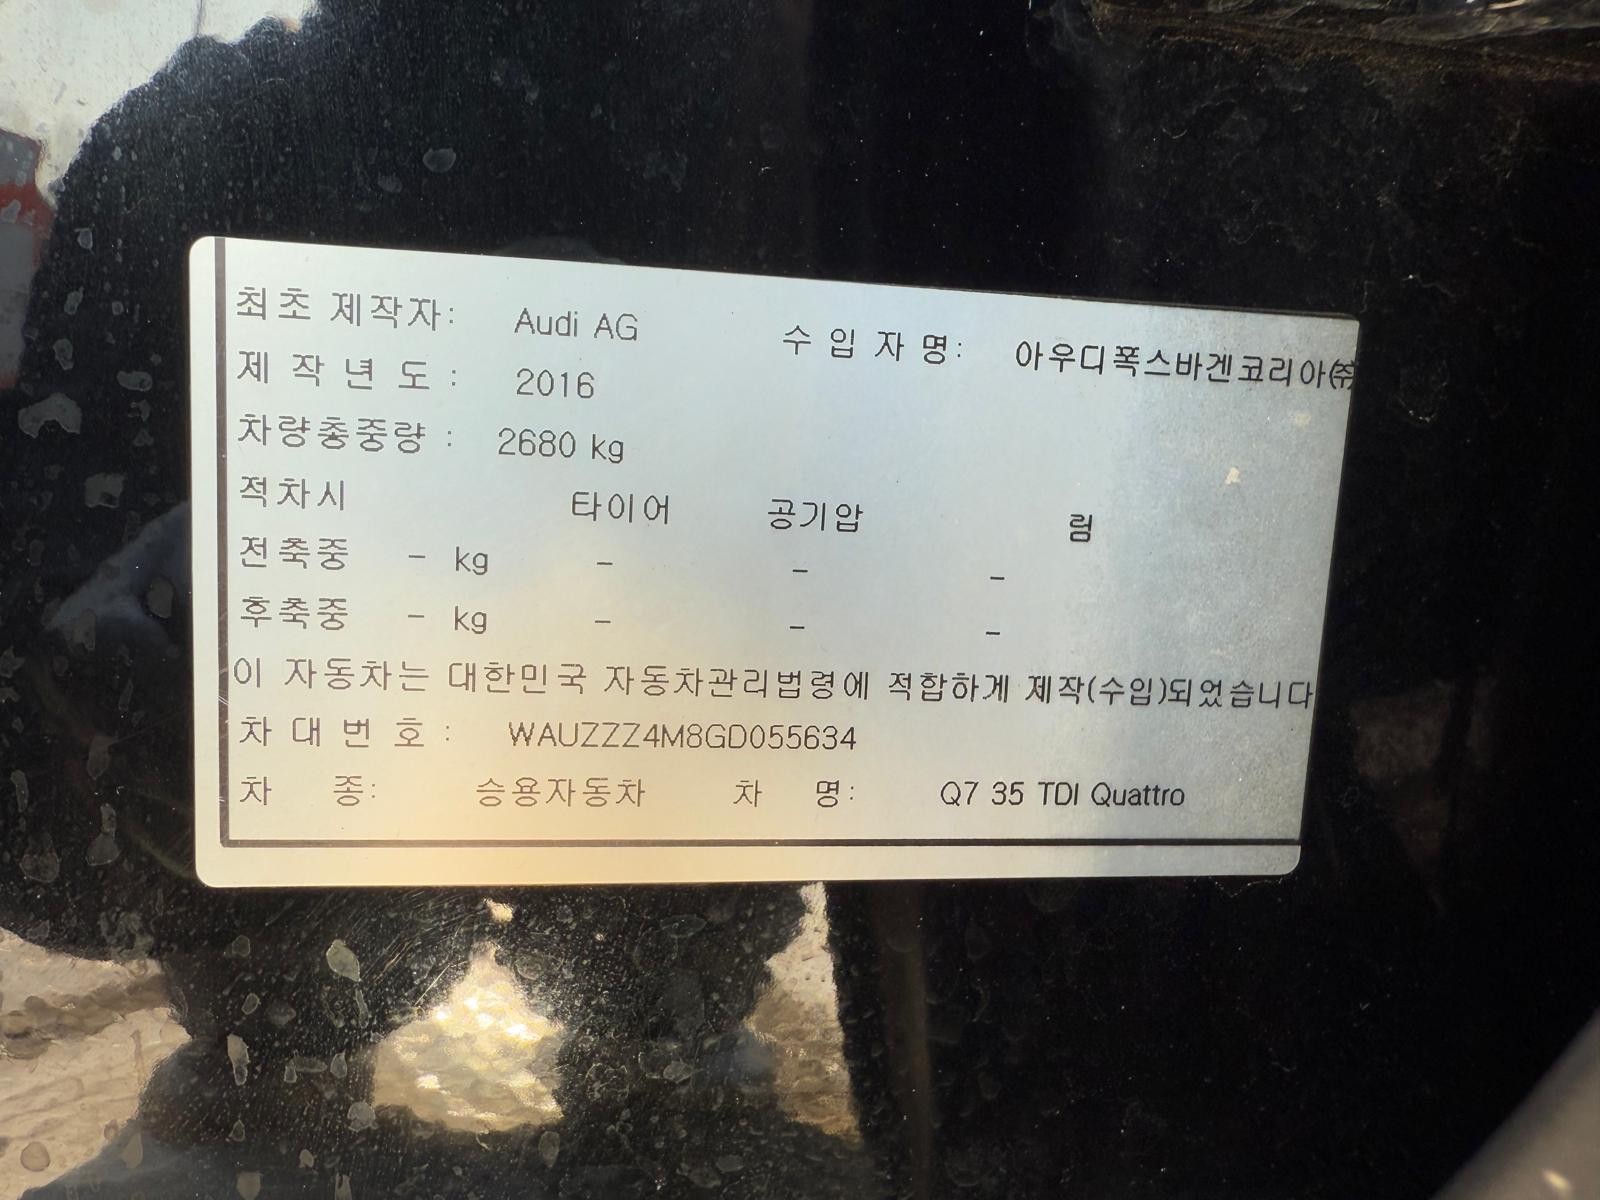 최초 제작자: Audi AG 수 입 자 명: 아우디폭스바겐코리아㈜
제 작 년 도 : 2016
차량총중량 : 2680 kg
적차시 타이어 공기압 림
전축중 - kg - - -
후축중 - kg - - -
이 자동차는 대한민국 자동차관리법령에 적합하게 제작(수입)되었습니다
차 대 번 호 : WAUZZZ4M8GD055634
차 종: 승용자동차 차 명: Q7 35 TDI Quattro